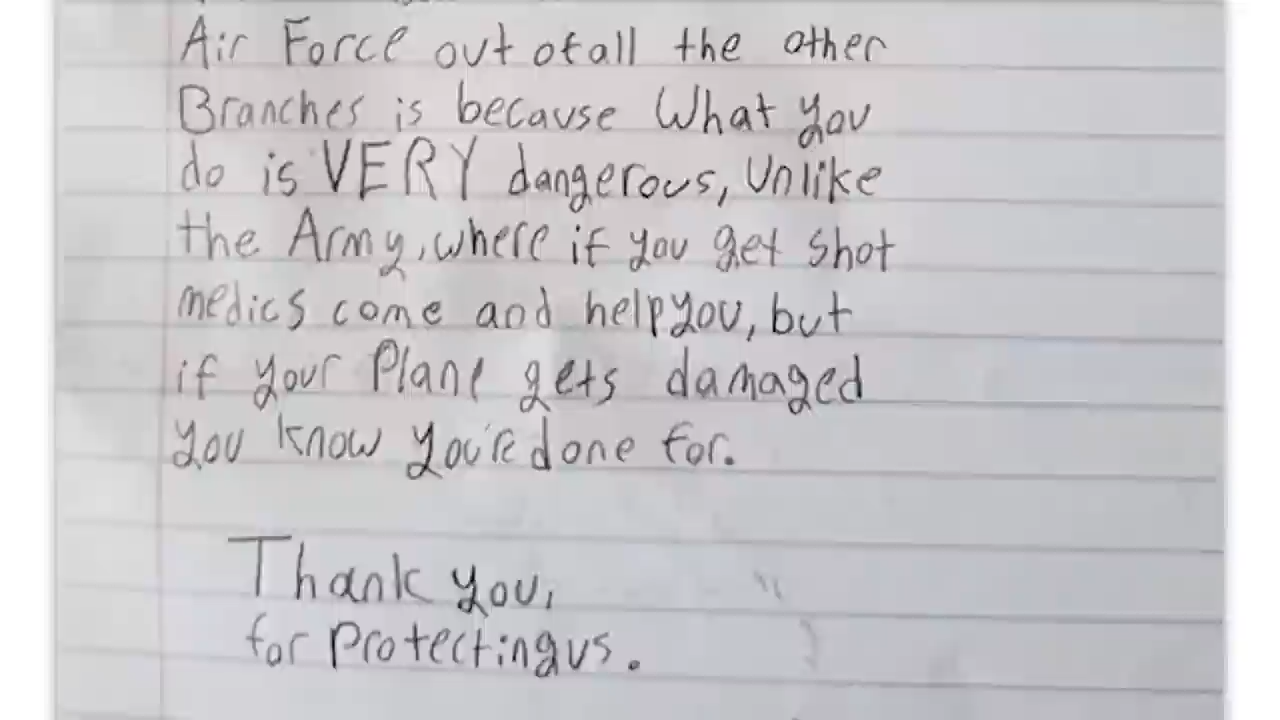 Air Force out of all the other
Branches is because What you
do is VERY dangerous, Unlike
the Army, where if you get shot
medics come and help you, but
if your Plane gets damaged
you know you're done for.
Thank you,
for Protecting us.